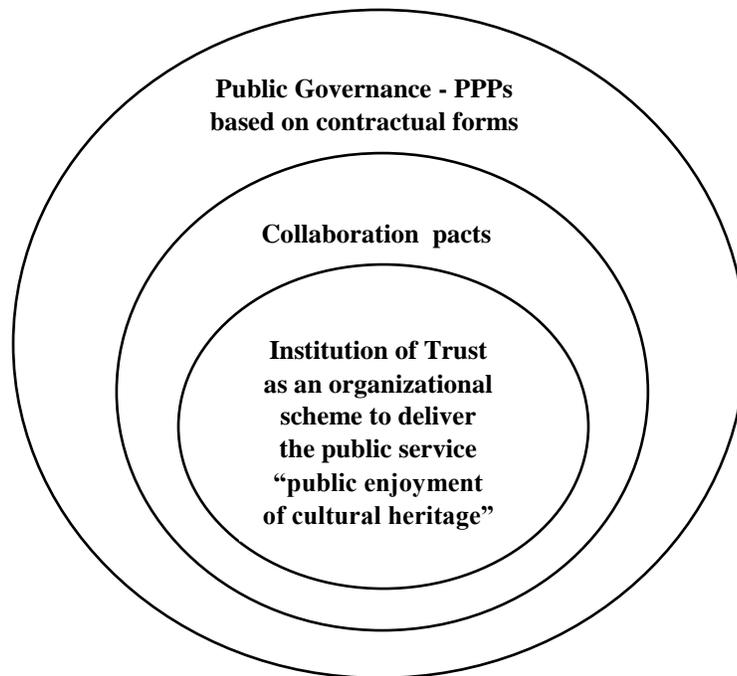 Public Governance - PPPs
based on contractual forms
Collaboration pacts
Institution of Trust
as an organizational
scheme to deliver
the public service
“public enjoyment
of cultural heritage”